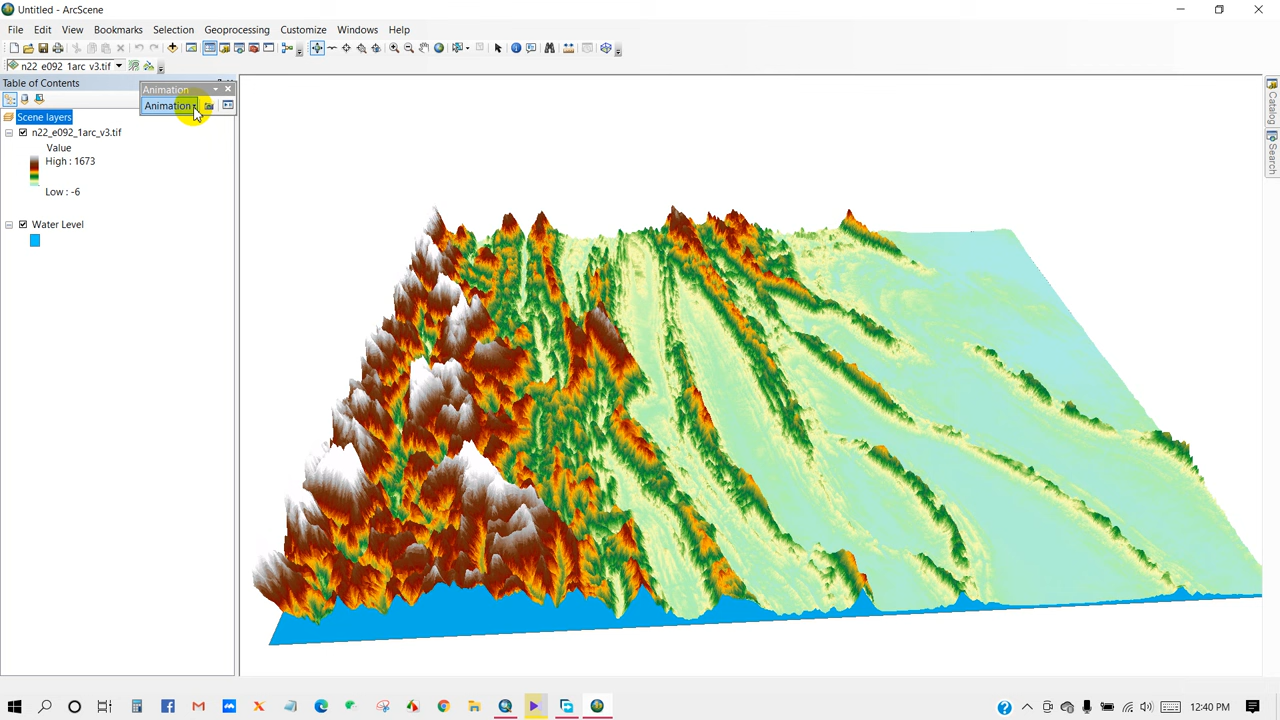 Untitled - ArcScene
File Edit View Bookmarks Selection Geoprocessing Customize Windows Help
n22_e092_1arc_v3.tif
Table of Contents
Animation
Animation
Scene layers
n22_e092_1arc_v3.tif
Value
High : 1673
Low : -6
Water Level
Catalog
Search
12:40 PM